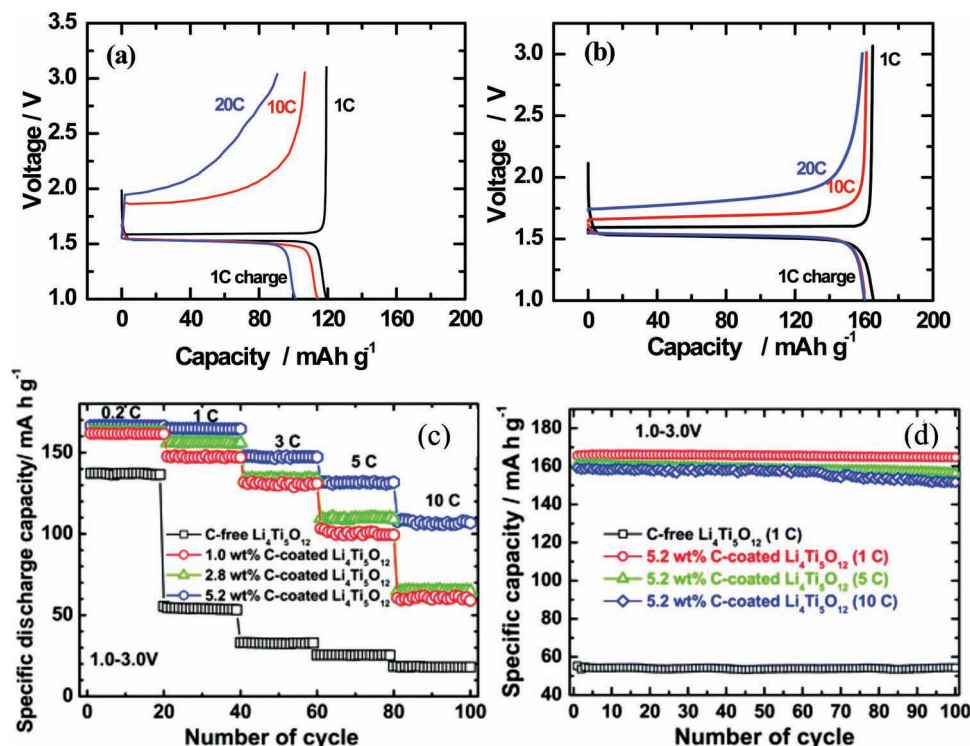 (a)
Voltage / V
3.5
3.0
2.5
2.0
1.5
1.0
20C
10C
1C
1C charge
0 40 80 120 160 200
Capacity / mAh g-1
(b)
Voltage / V
3.5
3.0
2.5
2.0
1.5
1.0
1C
20C
10C
1C charge
0 40 80 120 160 200
Capacity / mAh g-1
(c)
Specific discharge capacity/ mA h g-1
150
100
50
0
0.2 C
1 C
3 C
5 C
10 C
C-free Li4Ti5O12
1.0 wt% C-coated Li4Ti5O12
2.8 wt% C-coated Li4Ti5O12
5.2 wt% C-coated Li4Ti5O12
1.0-3.0V
0 20 40 60 80 100
Number of cycle
(d)
Specific capacity / mA h g-1
200
180
160
140
120
100
80
60
40
1.0-3.0V
C-free Li4Ti5O12 (1 C)
5.2 wt% C-coated Li4Ti5O12 (1 C)
5.2 wt% C-coated Li4Ti5O12 (5 C)
5.2 wt% C-coated Li4Ti5O12 (10 C)
0 10 20 30 40 50 60 70 80 90 100
Number of cycle